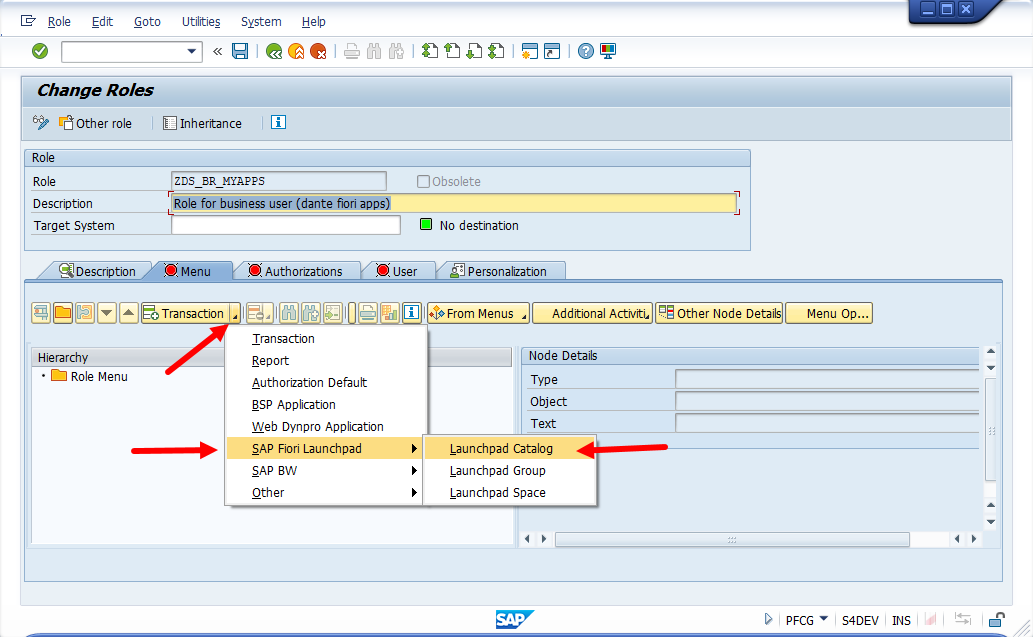 Role Edit Goto Utilities System Help
«
Change Roles
Other role Inheritance
Role
Role ZDS_BR_MYAPPS Obsolete
Description Role for business user (dante fiori apps)
Target System No destination
Description Menu Authorizations User Personalization
Transaction From Menus Additional Activiti Other Node Details Menu Op...
Transaction
Report
Authorization Default
BSP Application
Web Dynpro Application
SAP Fiori Launchpad
SAP BW
Other
Launchpad Catalog
Launchpad Group
Launchpad Space
Hierarchy
Role Menu
Node Details
Type
Object
Text
SAP PFCG S4DEV INS